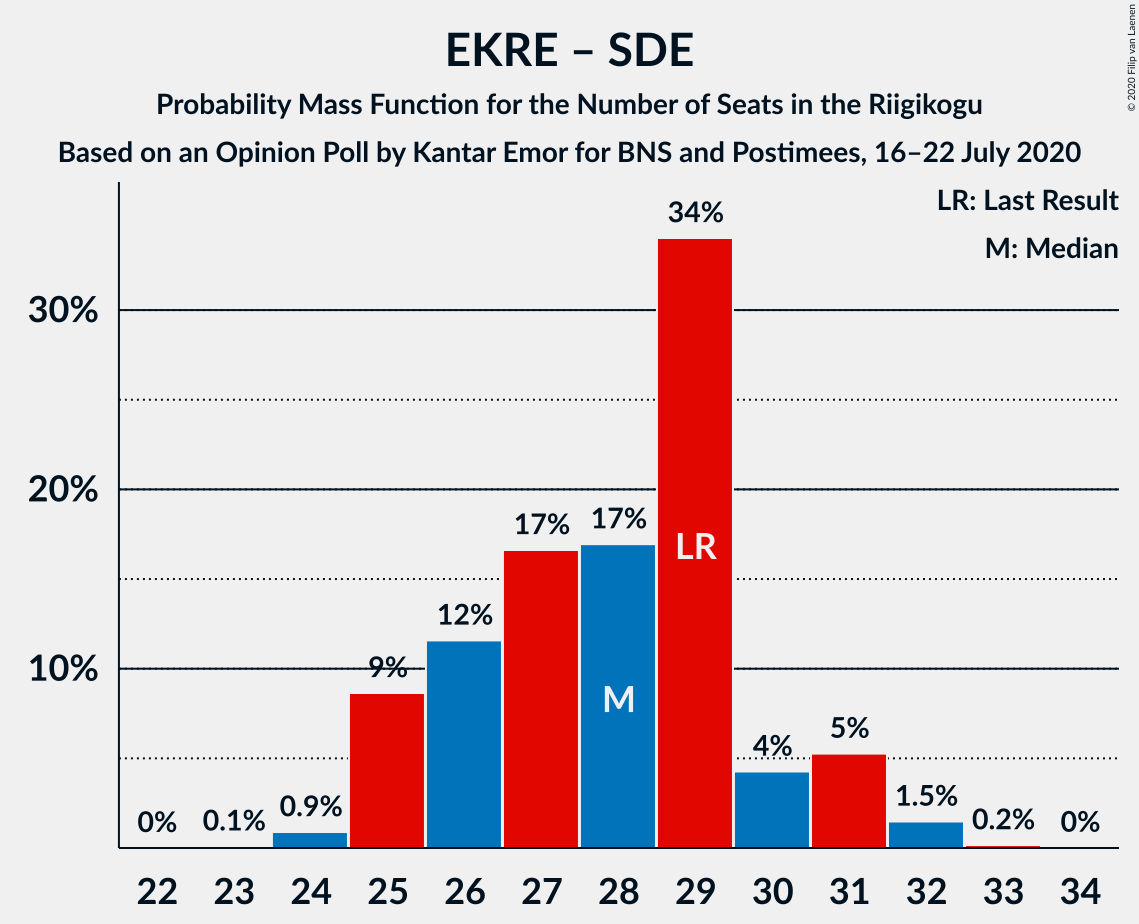 EKRE – SDE
Probability Mass Function for the Number of Seats in the Riigikogu
Based on an Opinion Poll by Kantar Emor for BNS and Postimees, 16–22 July 2020
© 2020 Filip van Laenen
LR: Last Result
M: Median
30%
20%
10%
0%
0.1%
0.9%
9%
12%
17%
17%
34%
4%
5%
1.5%
0.2%
0%
LR
M
22 23 24 25 26 27 28 29 30 31 32 33 34